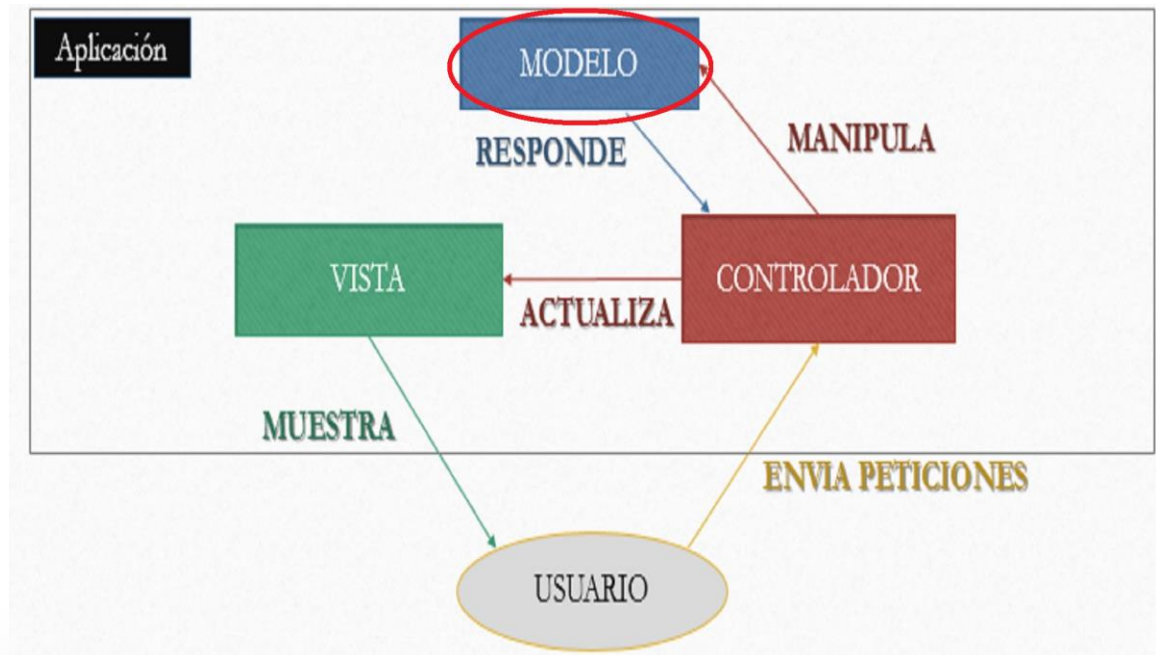 Aplicación
MODELO
RESPONDE
MANIPULA
VISTA
ACTUALIZA
CONTROLADOR
MUESTRA
ENVIA PETICIONES
USUARIO